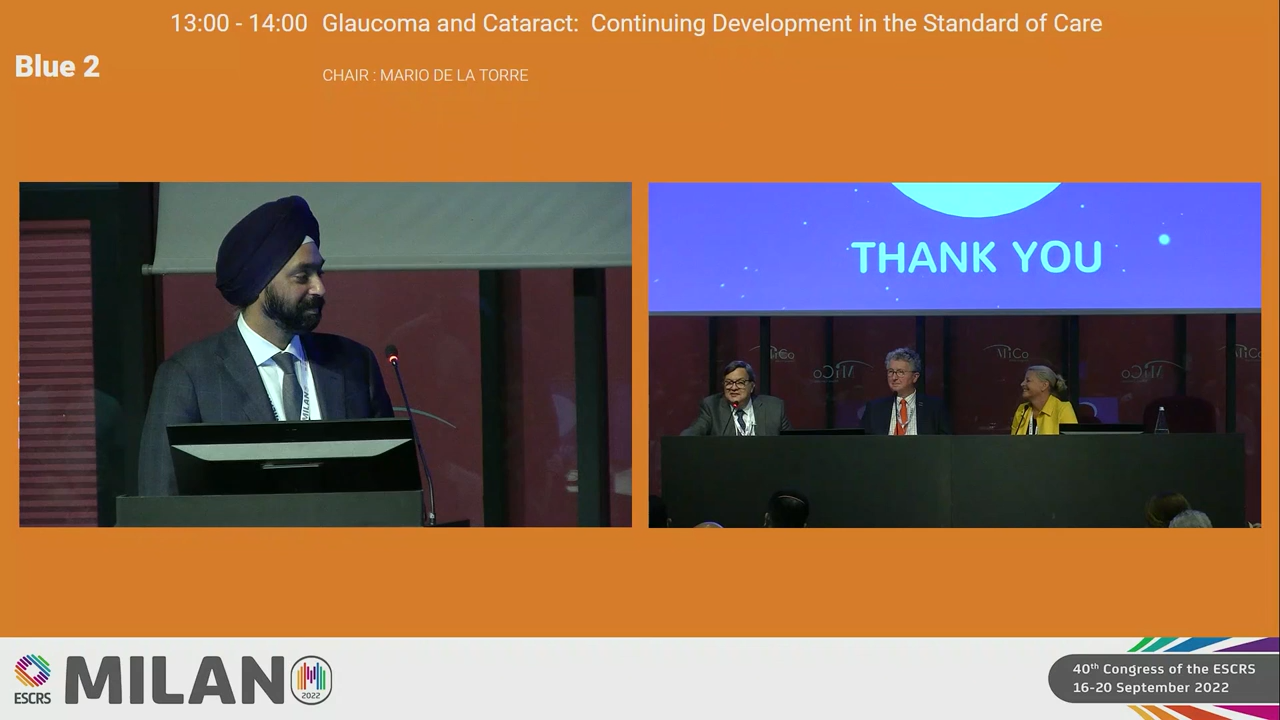 13:00 - 14:00 Glaucoma and Cataract: Continuing Development in the Standard of Care
Blue 2
CHAIR : MARIO DE LA TORRE
MILAN
THANK YOU
MiCo
MiCo
MiCo
MiCo
MiCo
ESCRS
MILANO
2022
40th Congress of the ESCRS
16-20 September 2022